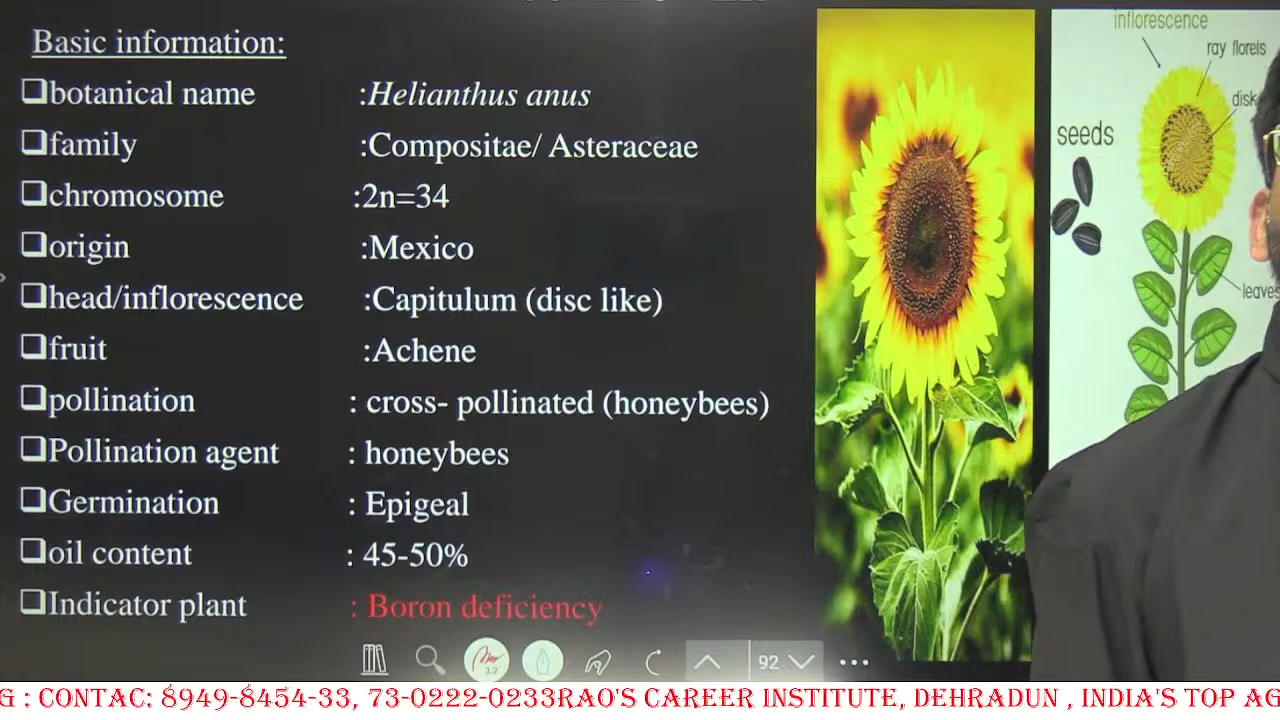 Basic information:
botanical name :Helianthus anus
family :Compositae/ Asteraceae
chromosome :2n=34
origin :Mexico
head/inflorescence :Capitulum (disc like)
fruit :Achene
pollination : cross- pollinated (honeybees)
Pollination agent : honeybees
Germination : Epigeal
oil content : 45-50%
Indicator plant : Boron deficiency
inflorescence
ray florets
disk
seeds
leaves
3.2
92
G : CONTAC: 8949-8454-33, 73-0222-0233RAO'S CAREER INSTITUTE, DEHRADUN , INDIA'S TOP AG